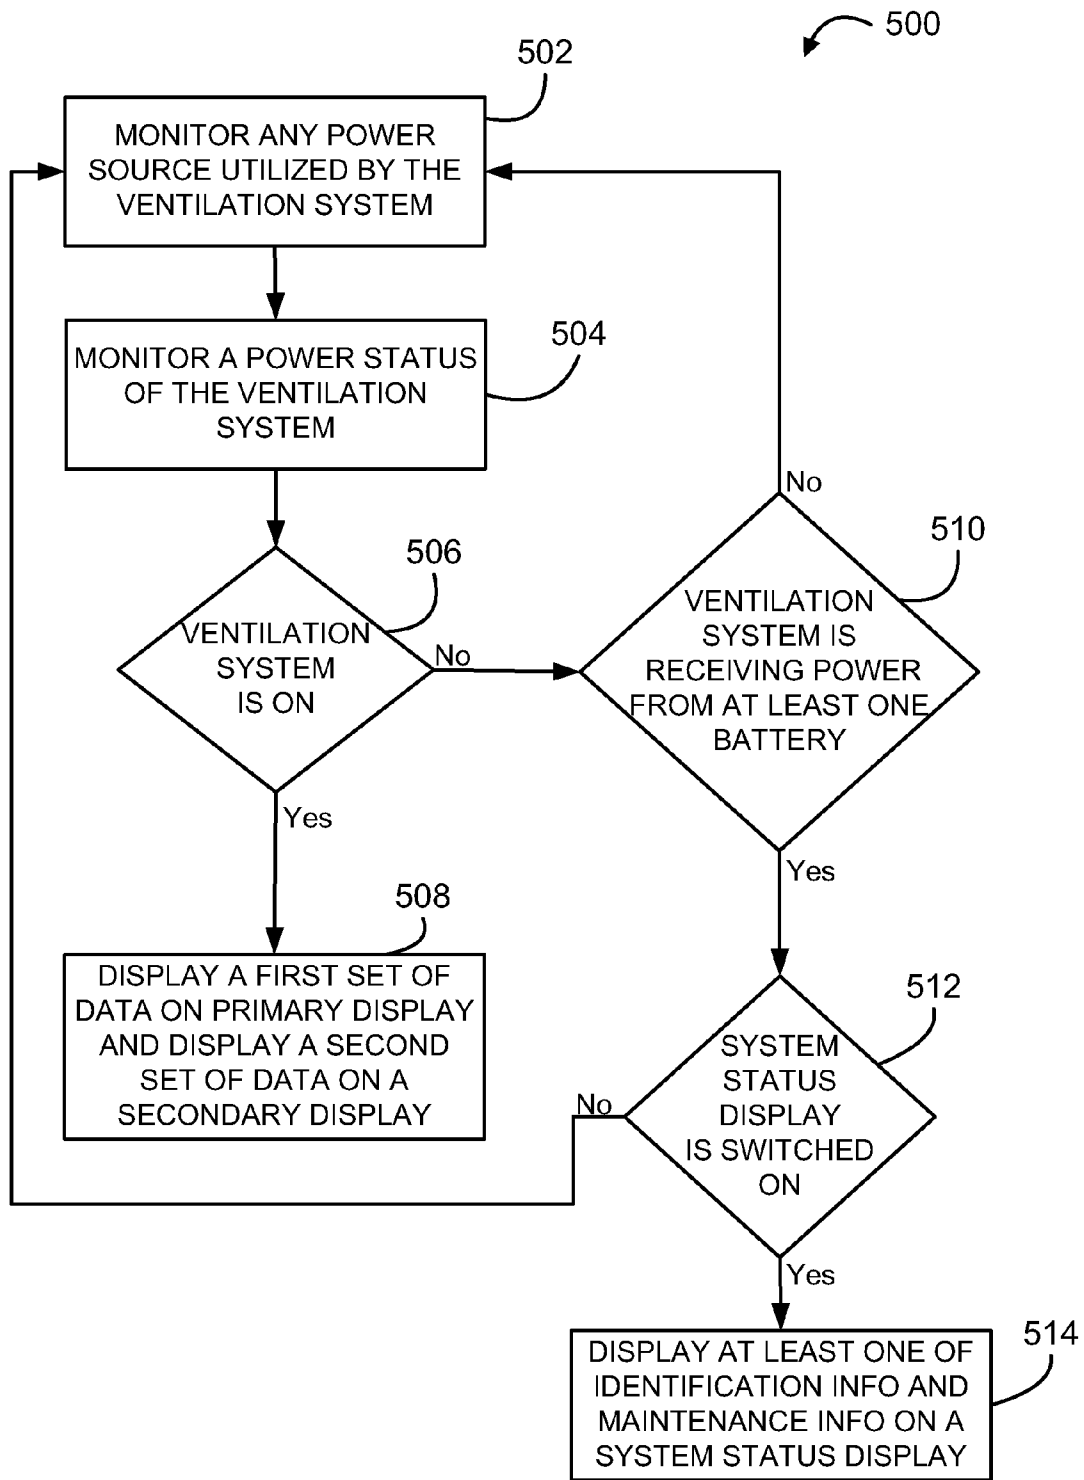 500
502
MONITOR ANY POWER
SOURCE UTILIZED BY THE
VENTILATION SYSTEM
504
MONITOR A POWER STATUS
OF THE VENTILATION
SYSTEM
506
VENTILATION
SYSTEM
IS ON
No
Yes
510
VENTILATION
SYSTEM IS
RECEIVING POWER
FROM AT LEAST ONE
BATTERY
No
Yes
508
DISPLAY A FIRST SET OF
DATA ON PRIMARY DISPLAY
AND DISPLAY A SECOND
SET OF DATA ON A
SECONDARY DISPLAY
512
SYSTEM
STATUS
DISPLAY
IS SWITCHED
ON
No
Yes
514
DISPLAY AT LEAST ONE OF
IDENTIFICATION INFO AND
MAINTENANCE INFO ON A
SYSTEM STATUS DISPLAY